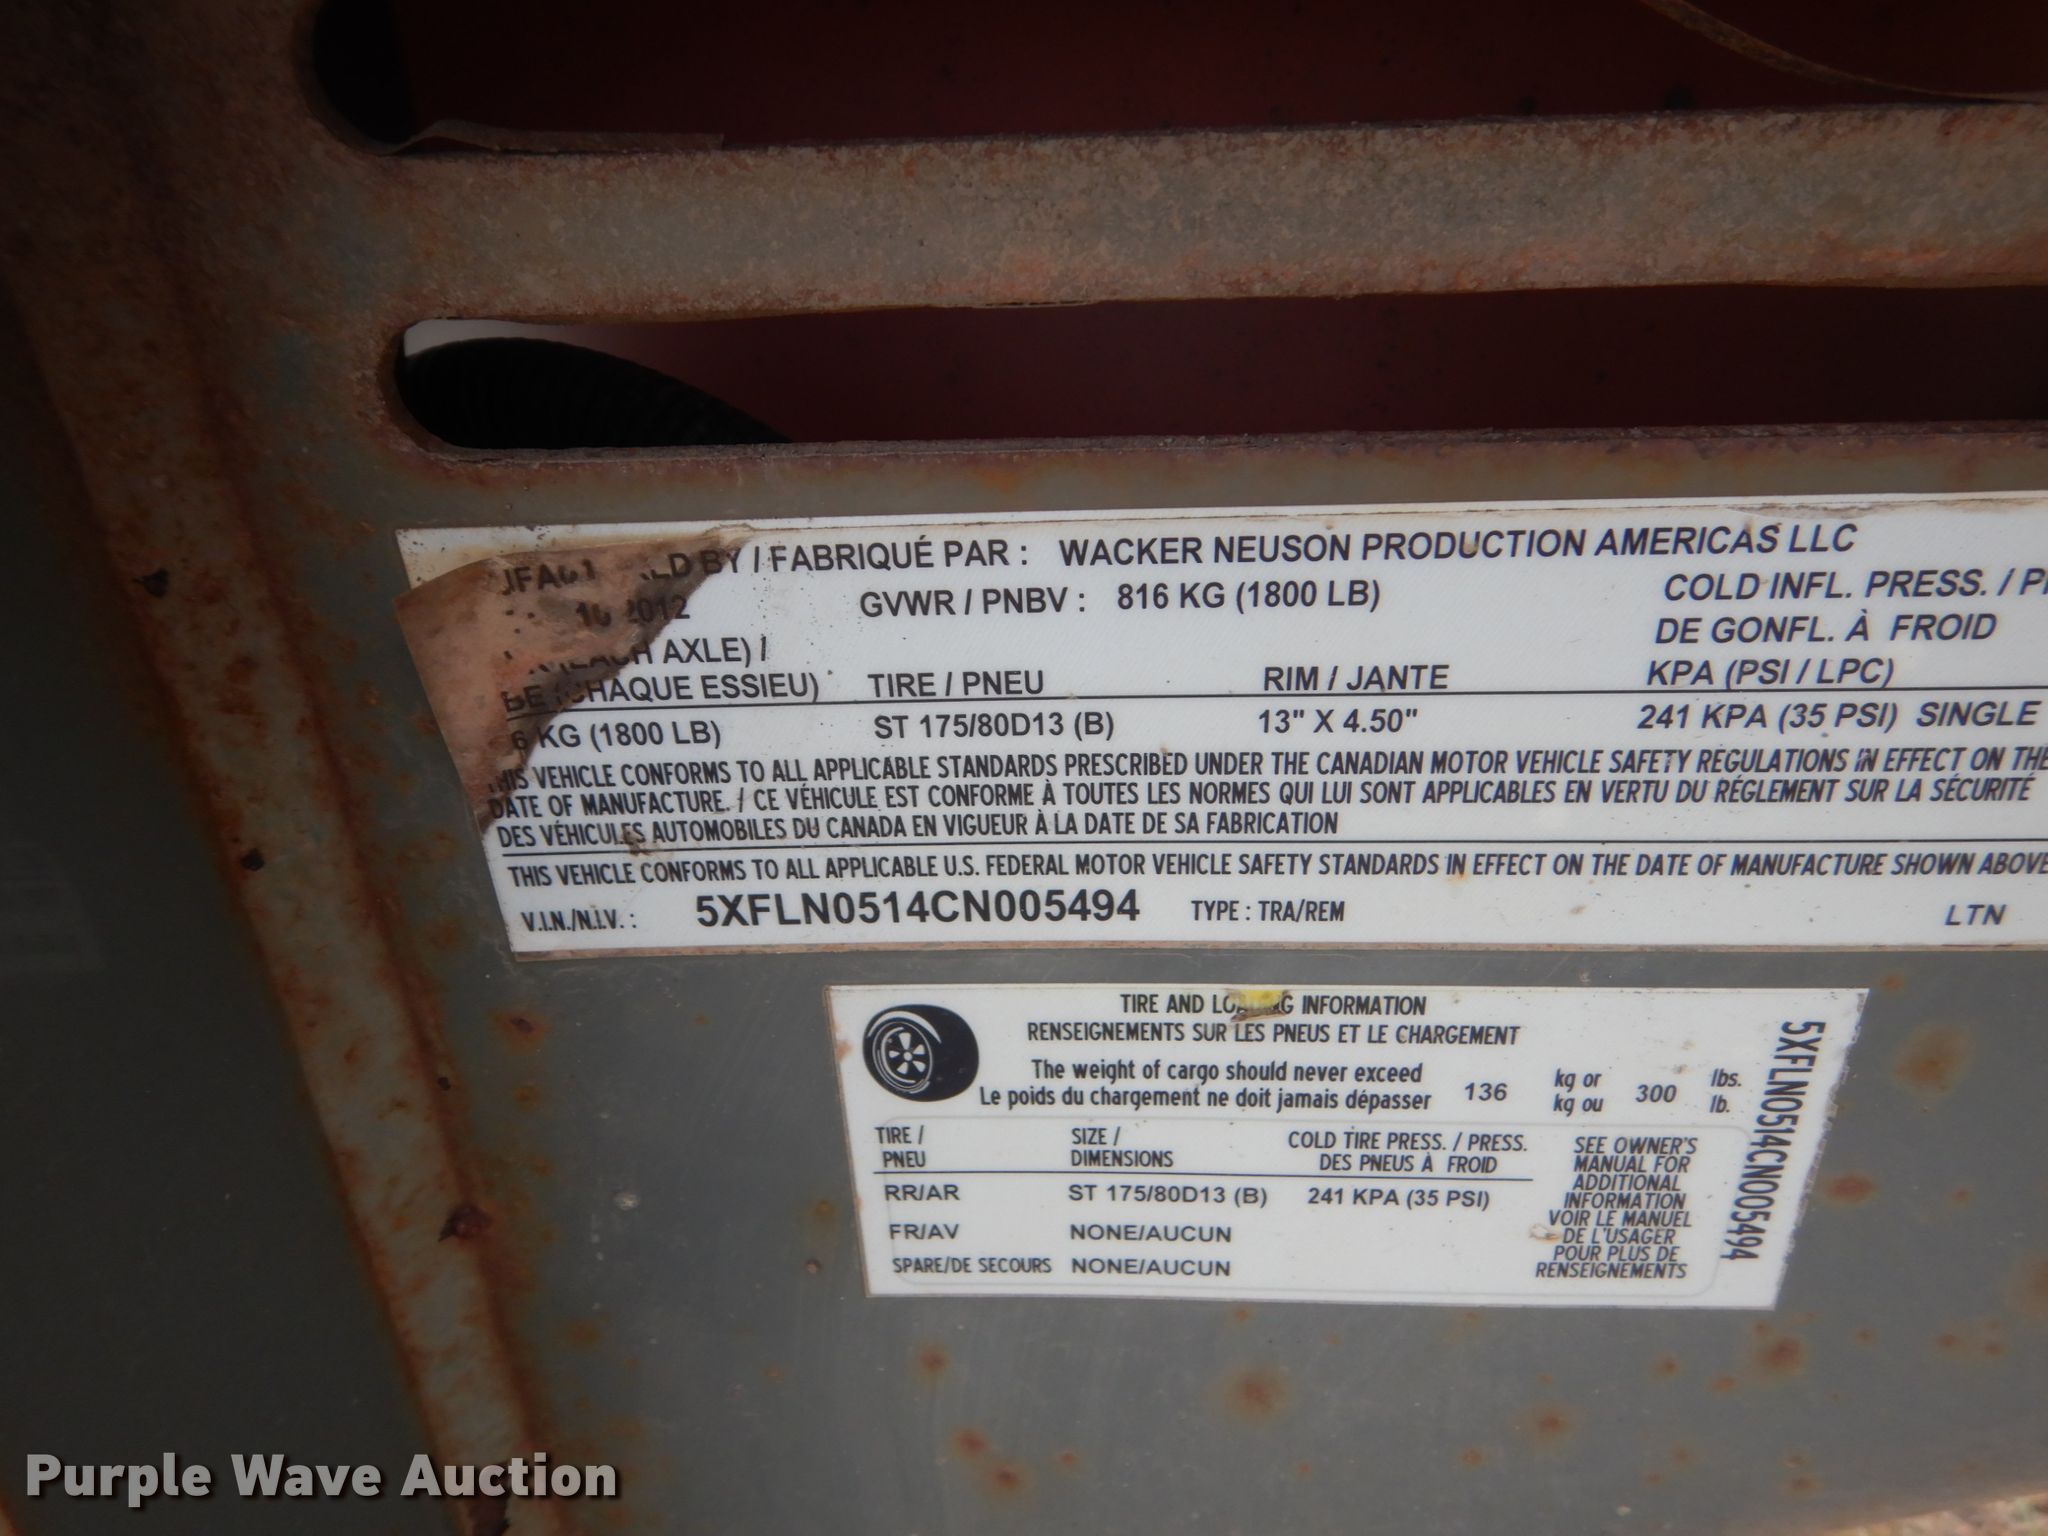 BY / FABRIQUÉ PAR : WACKER NEUSON PRODUCTION AMERICAS LLC
2012 GVWR / PNBV : 816 KG (1800 LB) COLD INFL. PRESS. /
DE GONFL. À FROID
AXLE) /
(CHAQUE ESSIEU) TIRE / PNEU RIM / JANTE KPA (PSI / LPC)
6 KG (1800 LB) ST 175/80D13 (B) 13" X 4.50" 241 KPA (35 PSI) SINGLE
THIS VEHICLE CONFORMS TO ALL APPLICABLE STANDARDS PRESCRIBED UNDER THE CANADIAN MOTOR VEHICLE SAFETY REGULATIONS IN EFFECT ON THE
DATE OF MANUFACTURE. / CE VÉHICULE EST CONFORME À TOUTES LES NORMES QUI LUI SONT APPLICABLES EN VERTU DU RÉGLEMENT SUR LA SÉCURITÉ
DES VÉHICULES AUTOMOBILES DU CANADA EN VIGUEUR À LA DATE DE SA FABRICATION
THIS VEHICLE CONFORMS TO ALL APPLICABLE U.S. FEDERAL MOTOR VEHICLE SAFETY STANDARDS IN EFFECT ON THE DATE OF MANUFACTURE SHOWN ABOVE
V.I.N./N.I.V. : 5XFLN0514CN005494 TYPE : TRA/REM LTN
TIRE AND LOADING INFORMATION
RENSEIGNEMENTS SUR LES PNEUS ET LE CHARGEMENT
The weight of cargo should never exceed
Le poids du chargement ne doit jamais dépasser
136 kg or 300 lbs.
kg ou lb.
TIRE / SIZE / COLD TIRE PRESS. / PRESS.
PNEU DIMENSIONS DES PNEUS À FROID
RR/AR ST 175/80D13 (B) 241 KPA (35 PSI)
FR/AV NONE/AUCUN
SPARE/DE SECOURS NONE/AUCUN
SEE OWNER'S
MANUAL FOR
ADDITIONAL
INFORMATION
VOIR LE MANUEL
DE L'USAGER
POUR PLUS DE
RENSEIGNEMENTS
5XFLN0514CN005494
Purple Wave Auction